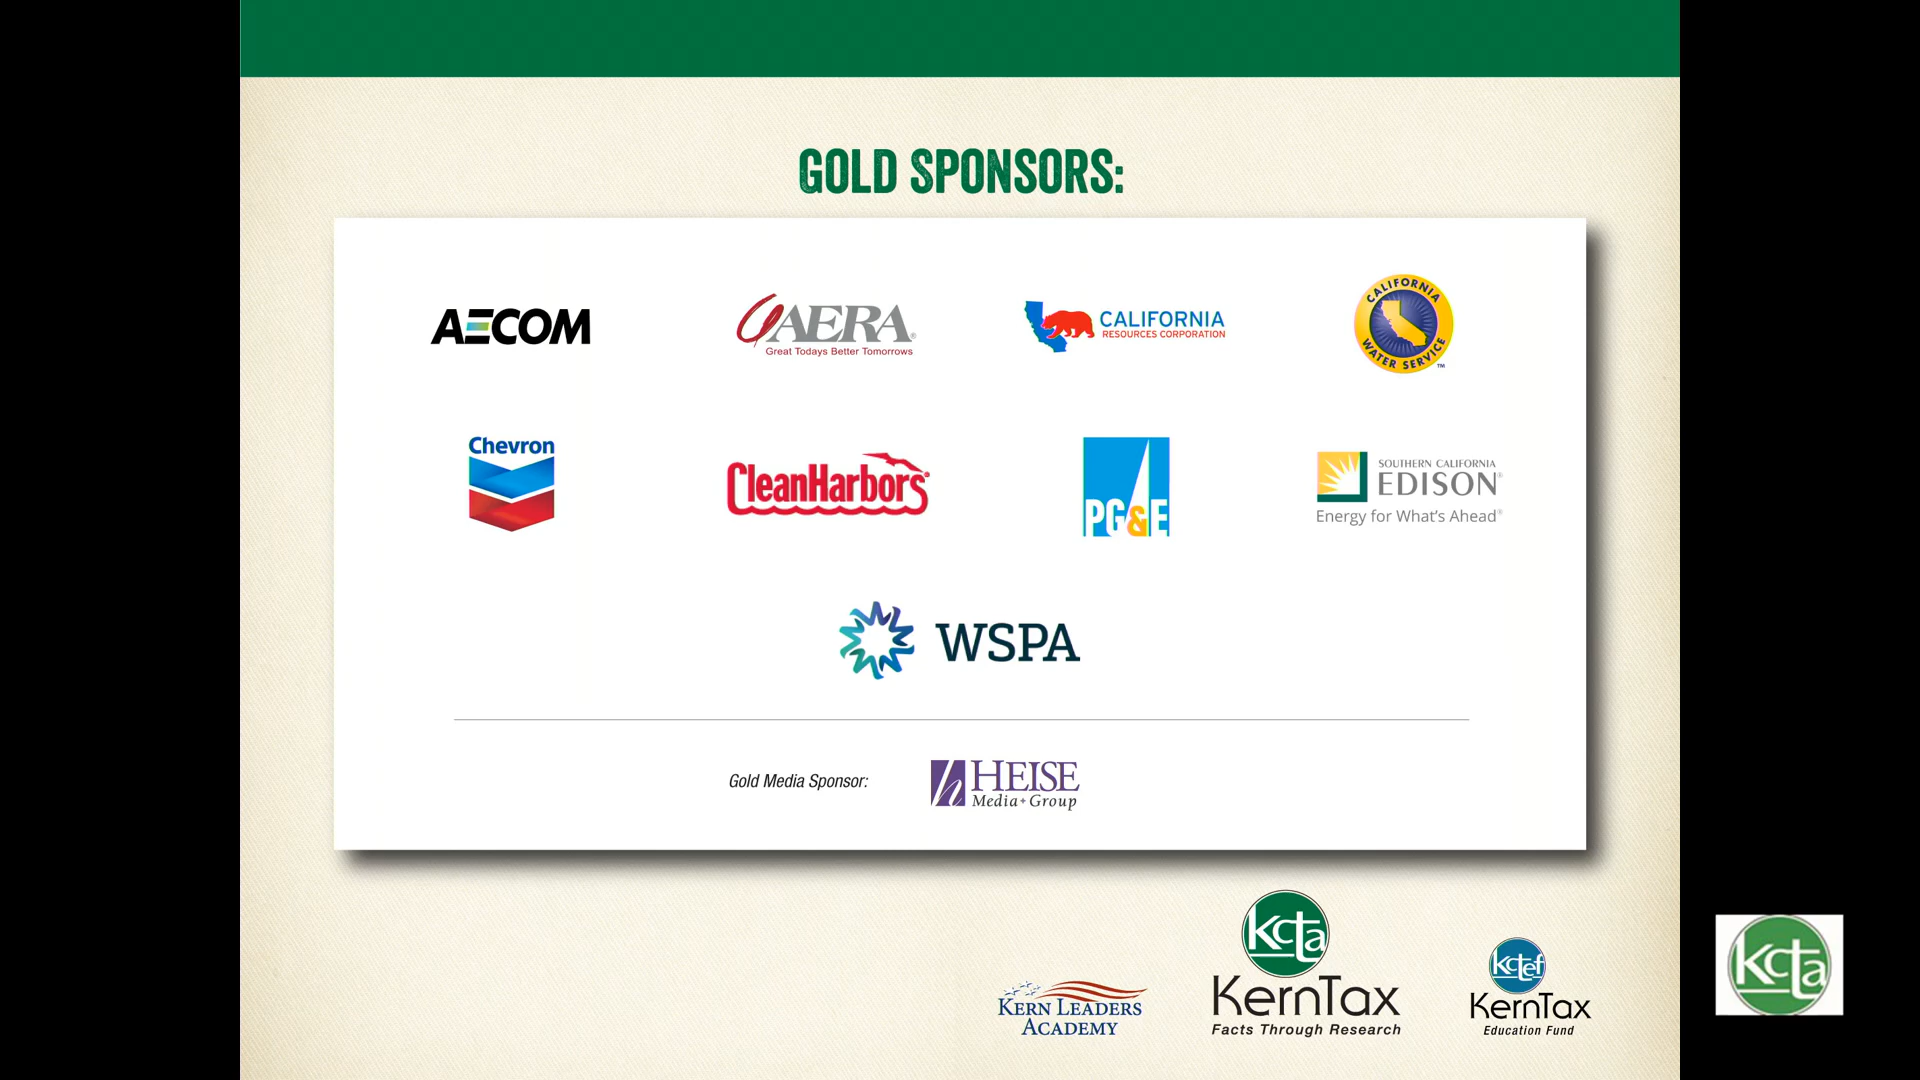 GOLD SPONSORS:
AECOM
AERA®
Great Todays Better Tomorrows
CALIFORNIA
RESOURCES CORPORATION
CALIFORNIA
WATER SERVICE
™
Chevron
CleanHarbors®
PG&E
SOUTHERN CALIFORNIA
EDISON®
Energy for What's Ahead®
WSPA
Gold Media Sponsor:
h HEISE
Media+Group
KERN LEADERS
ACADEMY
kcta
KernTax
Facts Through Research
kctef
KernTax
Education Fund
kcta